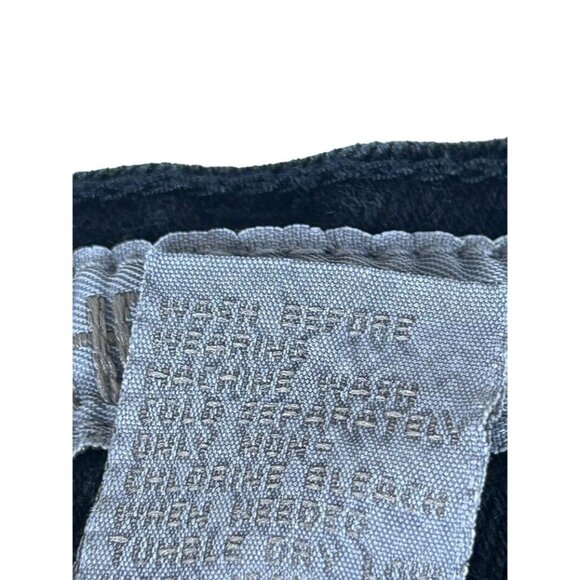 WASH BEFORE
WEARING
MACHINE WASH
COLD SEPARATELY
ONLY NON-
CHLORINE BLEACH
WHEN NEEDED
TUMBLE DRY